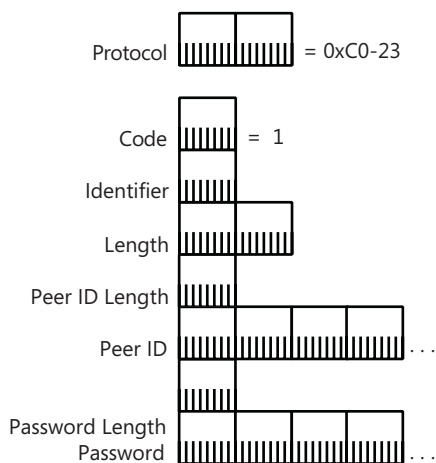 Protocol = 0xC0-23
Code = 1
Identifier
Length
Peer ID Length
Peer ID ...
Password Length
Password ...